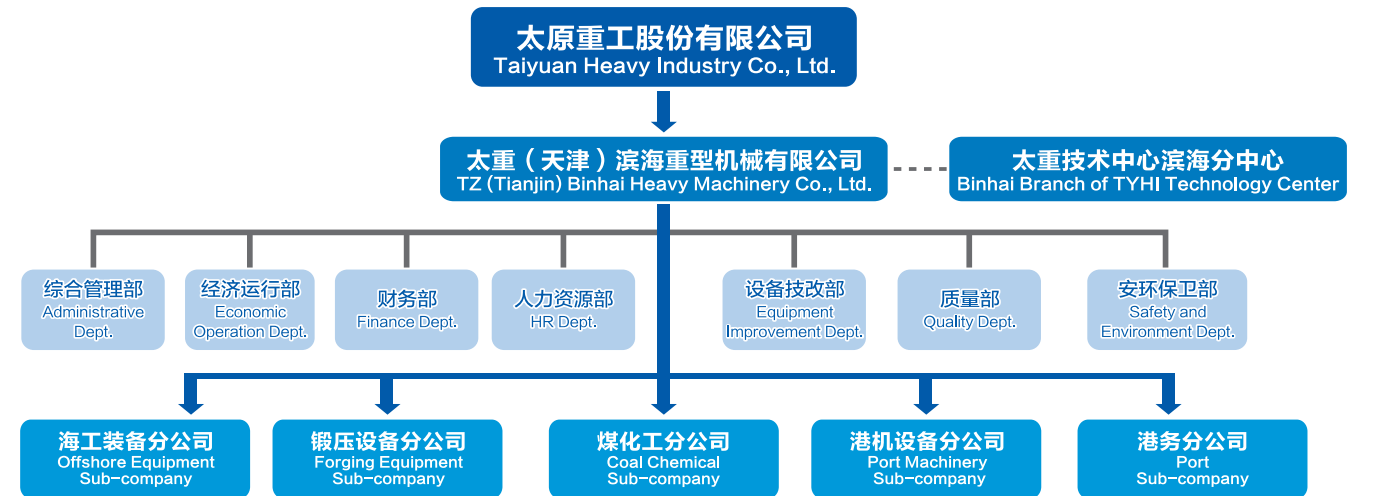 太原重工股份有限公司
Taiyuan Heavy Industry Co., Ltd.
太重（天津）滨海重型机械有限公司
TZ (Tianjin) Binhai Heavy Machinery Co., Ltd.
太重技术中心滨海分中心
Binhai Branch of TYHI Technology Center
综合管理部
Administrative
Dept.
经济运行部
Economic
Operation Dept.
财务部
Finance Dept.
人力资源部
HR Dept.
设备技改部
Equipment
Improvement Dept.
质量部
Quality Dept.
安环保卫部
Safety and
Environment Dept.
海工装备分公司
Offshore Equipment
Sub-company
锻压设备分公司
Forging Equipment
Sub-company
煤化工分公司
Coal Chemical
Sub-company
港机设备分公司
Port Machinery
Sub-company
港务分公司
Port
Sub-company